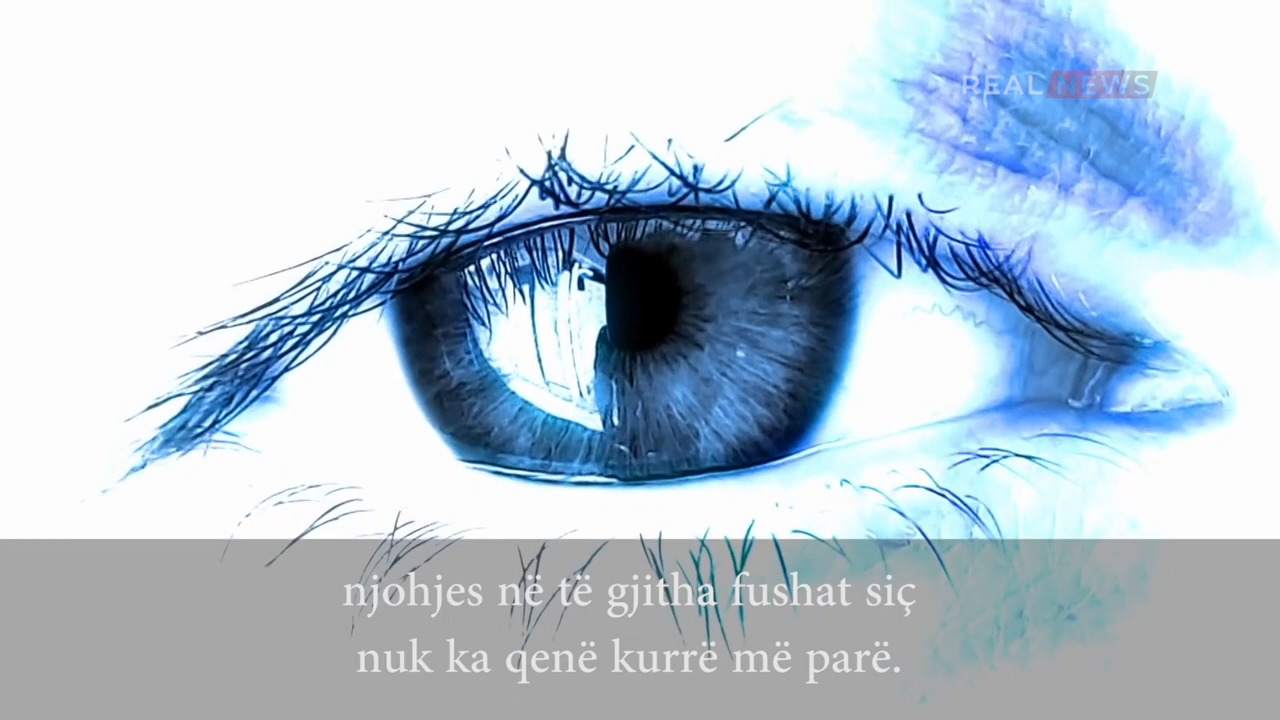 REAL NEWS
njohjes në të gjitha fushat siç
nuk ka qenë kurrë më parë.